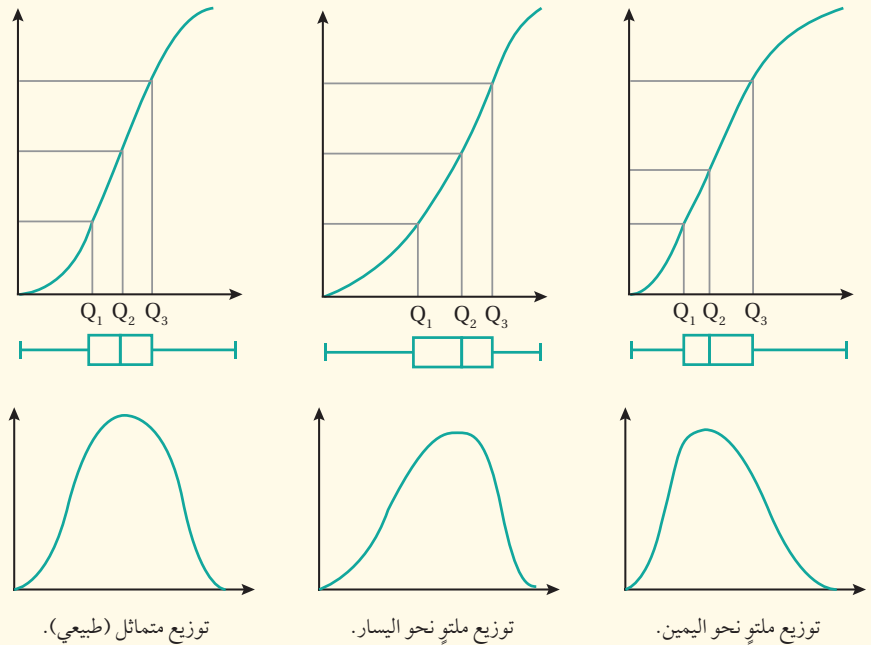 Q₁ Q₂ Q₃
Q₁ Q₂ Q₃
Q₁ Q₂ Q₃
توزيع ملتوٍ نحو اليمين.
توزيع ملتوٍ نحو اليسار.
توزيع متماثل (طبيعي).